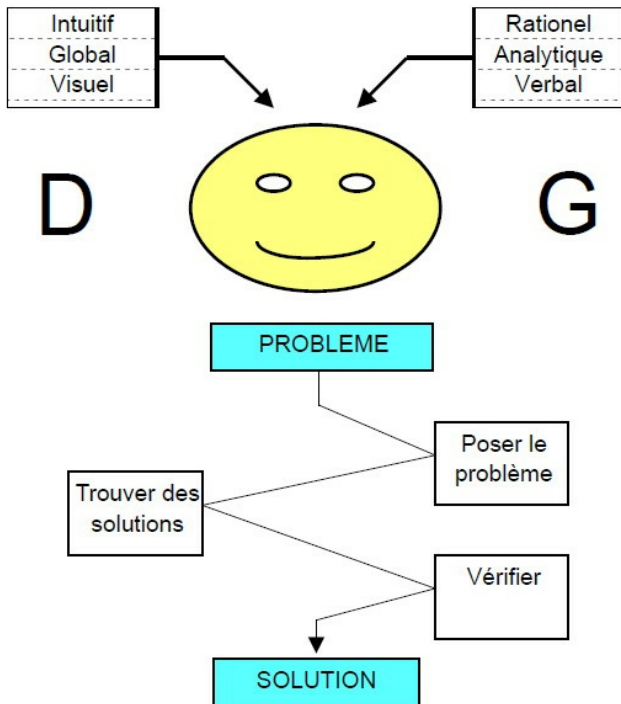 Intuitif
Global
Visuel
Rationel
Analytique
Verbal
D
G
PROBLEME
Poser le
problème
Trouver des
solutions
Vérifier
SOLUTION